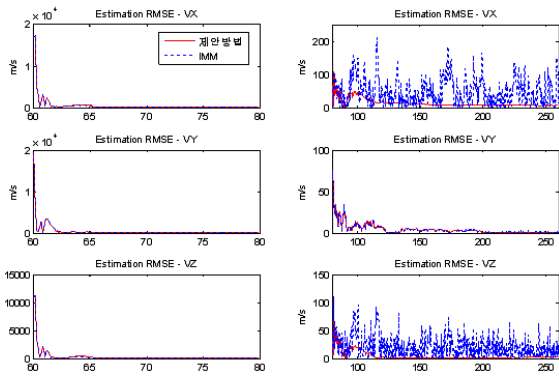 Estimation RMSE - VX
x 10⁴
2
1
0
m/s
60 65 70 75 80
제안방법
IMM
Estimation RMSE - VX
200
100
0
m/s
100 150 200 250
Estimation RMSE - VY
x 10⁴
2
1
0
m/s
60 65 70 75 80
Estimation RMSE - VY
100
50
0
m/s
100 150 200 250
Estimation RMSE - VZ
15000
10000
5000
0
m/s
60 65 70 75 80
Estimation RMSE - VZ
150
100
50
0
m/s
100 150 200 250